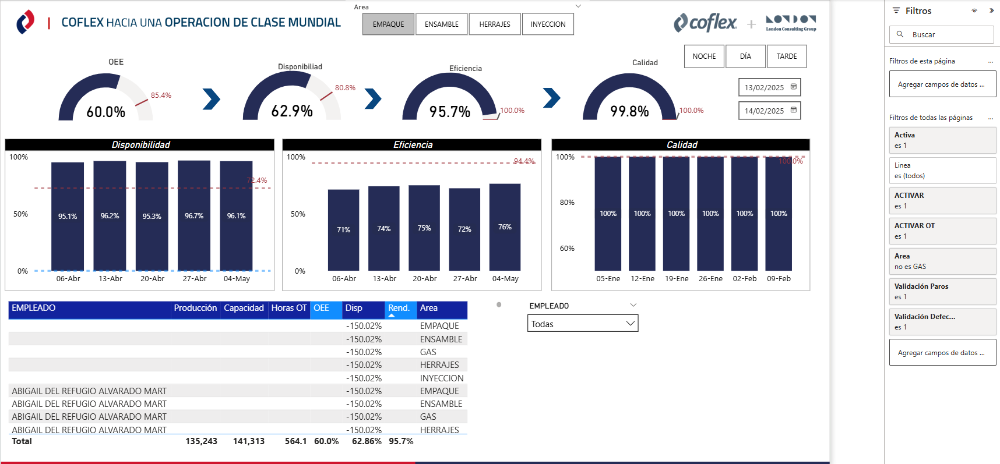 Area
COFLEX HACIA UNA OPERACION DE CLASE MUNDIAL
EMPAQUE ENSAMBLE HERRAJES INYECCION
coflex + LONDON
London Consulting Group
NOCHE DÍA TARDE
13/02/2025
14/02/2025
OEE
85.4%
60.0%
Disponibiliad
80.8%
62.9%
Eficiencia
100.0%
95.7%
Calidad
100.0%
99.8%
Disponibilidad
100%
50%
0%
72.4%
95.1% 96.2% 95.3% 96.7% 96.1%
06-Abr 13-Abr 20-Abr 27-Abr 04-May
Eficiencia
100%
50%
0%
94.4%
71% 74% 75% 72% 76%
06-Abr 13-Abr 20-Abr 27-Abr 04-May
Calidad
100%
80%
60%
100.0%
100% 100% 100% 100% 100% 100%
05-Ene 12-Ene 19-Ene 26-Ene 02-Feb 09-Feb
EMPLEADO Producción Capacidad Horas OT OEE Disp Rend. Area
-150.02% EMPAQUE
-150.02% ENSAMBLE
-150.02% GAS
-150.02% HERRAJES
-150.02% INYECCION
ABIGAIL DEL REFUGIO ALVARADO MART -150.02% EMPAQUE
ABIGAIL DEL REFUGIO ALVARADO MART -150.02% ENSAMBLE
ABIGAIL DEL REFUGIO ALVARADO MART -150.02% GAS
ABIGAIL DEL REFUGIO ALVARADO MART -150.02% HERRAJES
Total 135,243 141,313 564.1 60.0% 62.86% 95.7%
EMPLEADO
Todas
Filtros
Buscar
Filtros de esta página ...
Agregar campos de datos ...
Filtros de todas las páginas ...
Activa
es 1
Linea
es (todos)
ACTIVAR
es 1
ACTIVAR OT
es 1
Area
no es GAS
Validación Paros
es 1
Validación Defec...
es 1
Agregar campos de datos ...